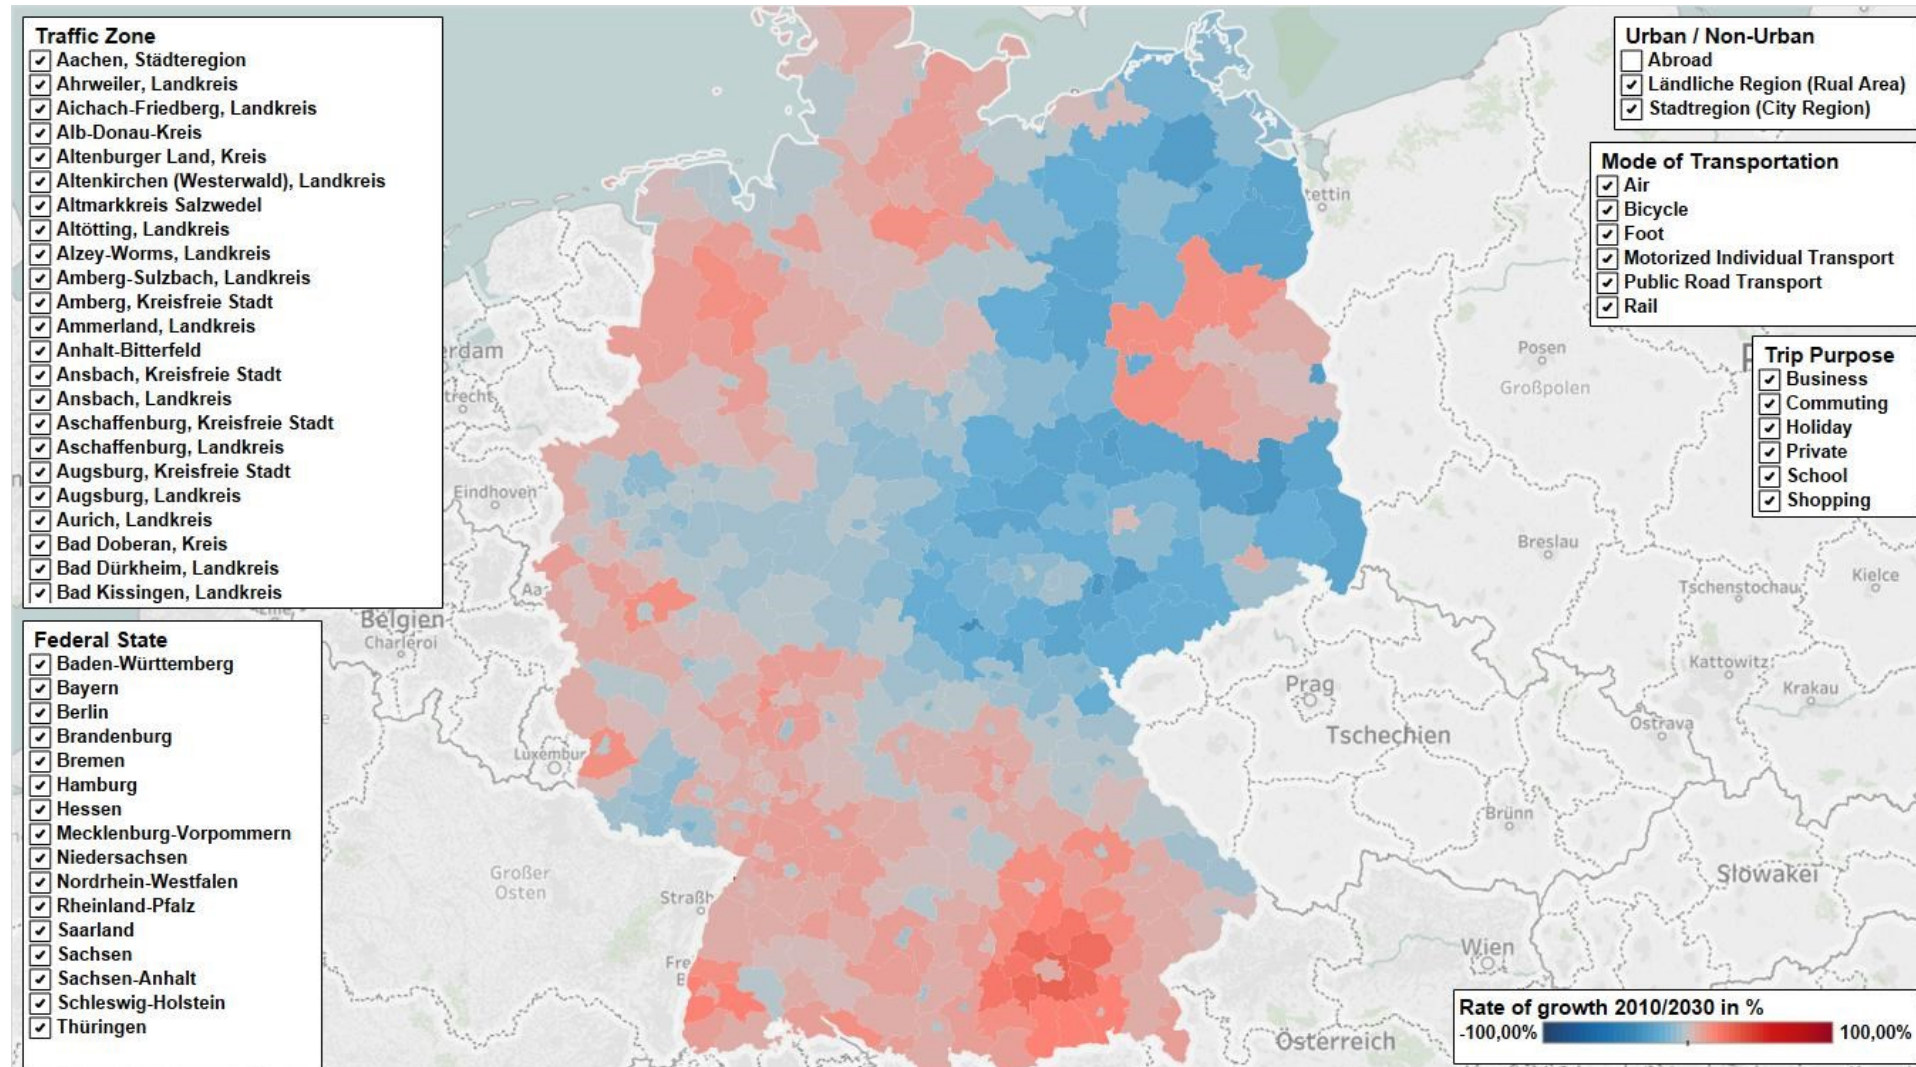 Traffic Zone
Aachen, Städteregion
Ahrweiler, Landkreis
Aichach-Friedberg, Landkreis
Alb-Donau-Kreis
Altenburger Land, Kreis
Altenkirchen (Westerwald), Landkreis
Altmarkkreis Salzwedel
Altötting, Landkreis
Alzey-Worms, Landkreis
Amberg-Sulzbach, Landkreis
Amberg, Kreisfreie Stadt
Ammerland, Landkreis
Anhalt-Bitterfeld
Ansbach, Kreisfreie Stadt
Ansbach, Landkreis
Aschaffenburg, Kreisfreie Stadt
Aschaffenburg, Landkreis
Augsburg, Kreisfreie Stadt
Augsburg, Landkreis
Aurich, Landkreis
Bad Doberan, Kreis
Bad Dürkheim, Landkreis
Bad Kissingen, Landkreis
Federal State
Baden-Württemberg
Bayern
Berlin
Brandenburg
Bremen
Hamburg
Hessen
Mecklenburg-Vorpommern
Niedersachsen
Nordrhein-Westfalen
Rheinland-Pfalz
Saarland
Sachsen
Sachsen-Anhalt
Schleswig-Holstein
Thüringen
Urban / Non-Urban
Abroad
Ländliche Region (Rual Area)
Stadtregion (City Region)
Mode of Transportation
Air
Bicycle
Foot
Motorized Individual Transport
Public Road Transport
Rail
Trip Purpose
Business
Commuting
Holiday
Private
School
Shopping
tettin
erdam
trecht
Eindhoven
Aa
Belgien
Charleroi
Luxembur
Großer
Osten
Straßb
Fre
Posen
Großpolen
Breslau
Tschenstochau
Kielce
Kattowitz
Krakau
Ostrava
Prag
Tschechien
Brünn
Slowakei
Wien
Österreich
Rate of growth 2010/2030 in %
-100,00%
100,00%